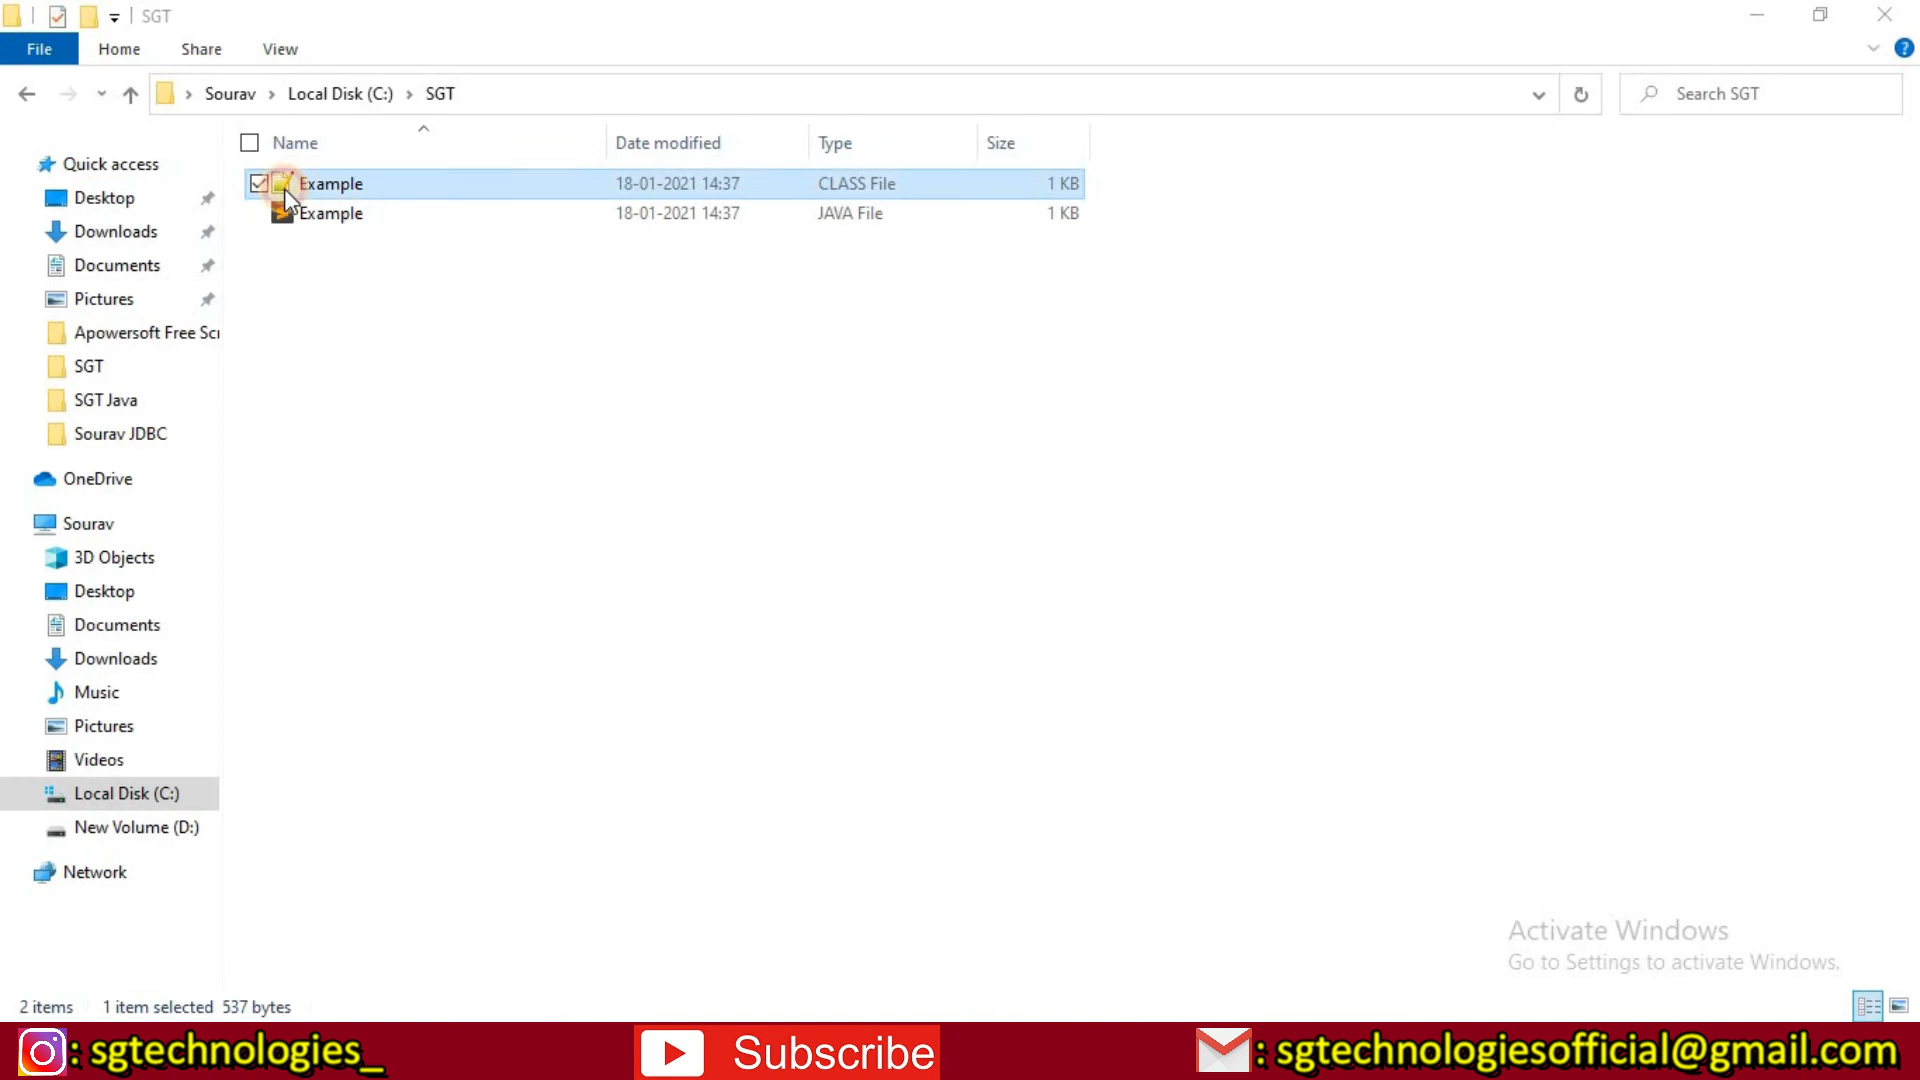 SGT
File Home Share View
Sourav Local Disk (C:) SGT
Search SGT
Name Date modified Type Size
Example 18-01-2021 14:37 CLASS File 1 KB
Example 18-01-2021 14:37 JAVA File 1 KB
Quick access
Desktop
Downloads
Documents
Pictures
Apowersoft Free Scr
SGT
SGT Java
Sourav JDBC
OneDrive
Sourav
3D Objects
Desktop
Documents
Downloads
Music
Pictures
Videos
Local Disk (C:)
New Volume (D:)
Network
Activate Windows
Go to Settings to activate Windows.
2 items 1 item selected 537 bytes
: sgtechnologies_ Subscribe : sgtechnologiesofficial@gmail.com